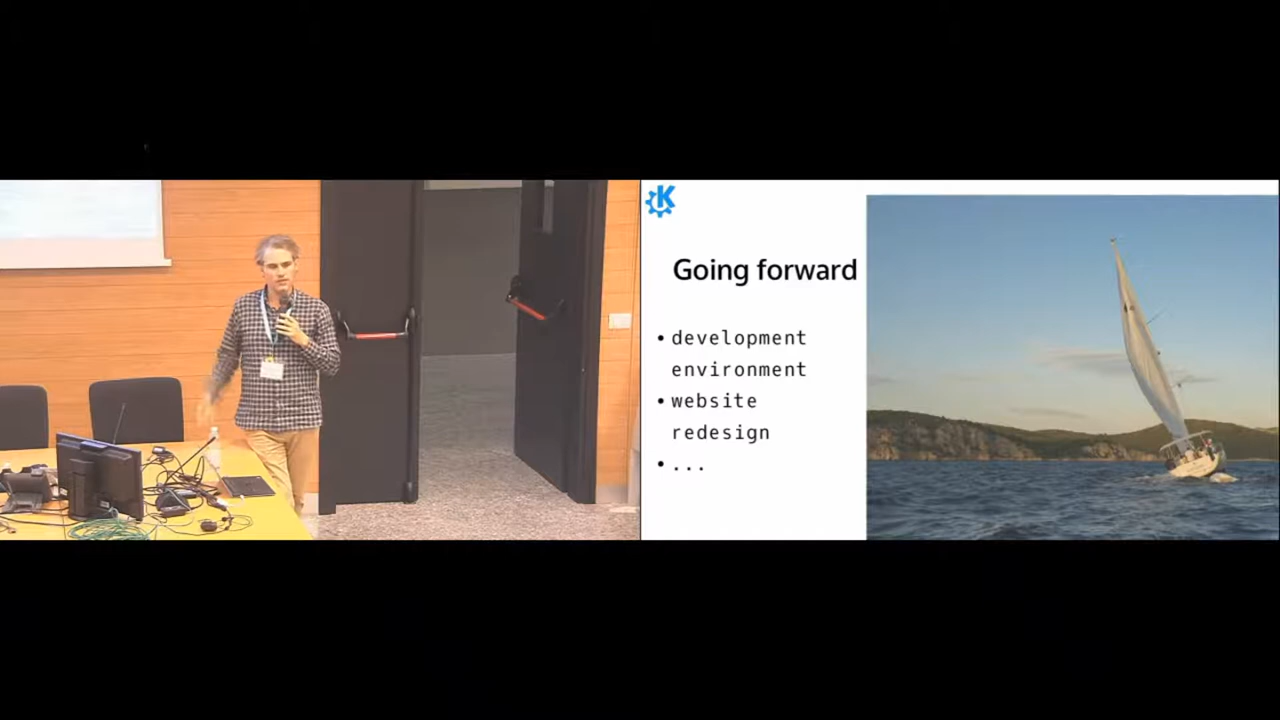 K
Going forward
• development
environment
• website
redesign
• ...